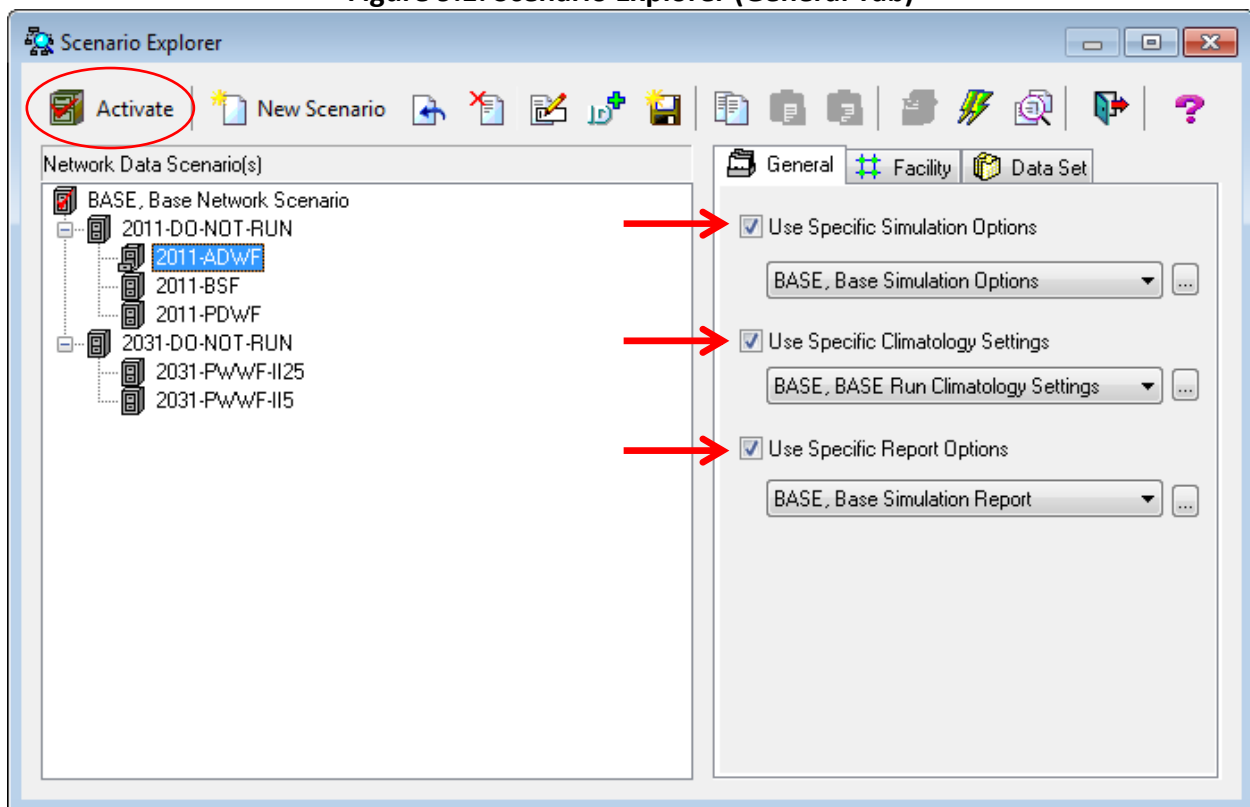 Scenario Explorer
Activate New Scenario
Network Data Scenario(s)
BASE, Base Network Scenario
2011-DO-NOT-RUN
2011-ADWF
2011-BSF
2011-PDWF
2031-DO-NOT-RUN
2031-PWWF-II25
2031-PWWF-II5
General Facility Data Set
Use Specific Simulation Options
BASE, Base Simulation Options ...
Use Specific Climatology Settings
BASE, BASE Run Climatology Settings ...
Use Specific Report Options
BASE, Base Simulation Report ...